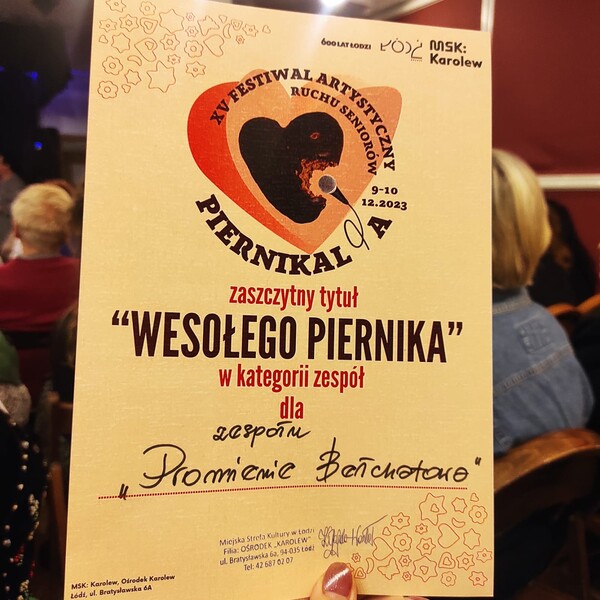 600 LAT ŁODZI ŁÓDŹ MSK:
Karolew
XV FESTIWAL ARTYSTYCZNY
RUCHU SENIORÓW
9-10
12.2023
PIERNIKALIA
zaszczytny tytuł
“WESOŁEGO PIERNIKA”
w kategorii zespół
dla
zespołu
„Promienie Bełchatowa“
Miejska Strefa Kultury w Łodzi
Filia: OŚRODEK „KAROLEW”
ul. Bratysławska 6a, 94-035 Łódź
Tel: 42 687 02 07
MSK: Karolew, Ośrodek Karolew
Łódź, ul. Bratysławska 6A